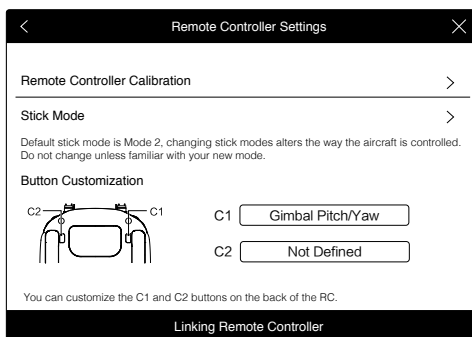 Remote Controller Settings
Remote Controller Calibration
Stick Mode
Default stick mode is Mode 2, changing stick modes alters the way the aircraft is controlled.
Do not change unless familiar with your new mode.
Button Customization
C2 C1
C1 Gimbal Pitch/Yaw
C2 Not Defined
You can customize the C1 and C2 buttons on the back of the RC.
Linking Remote Controller